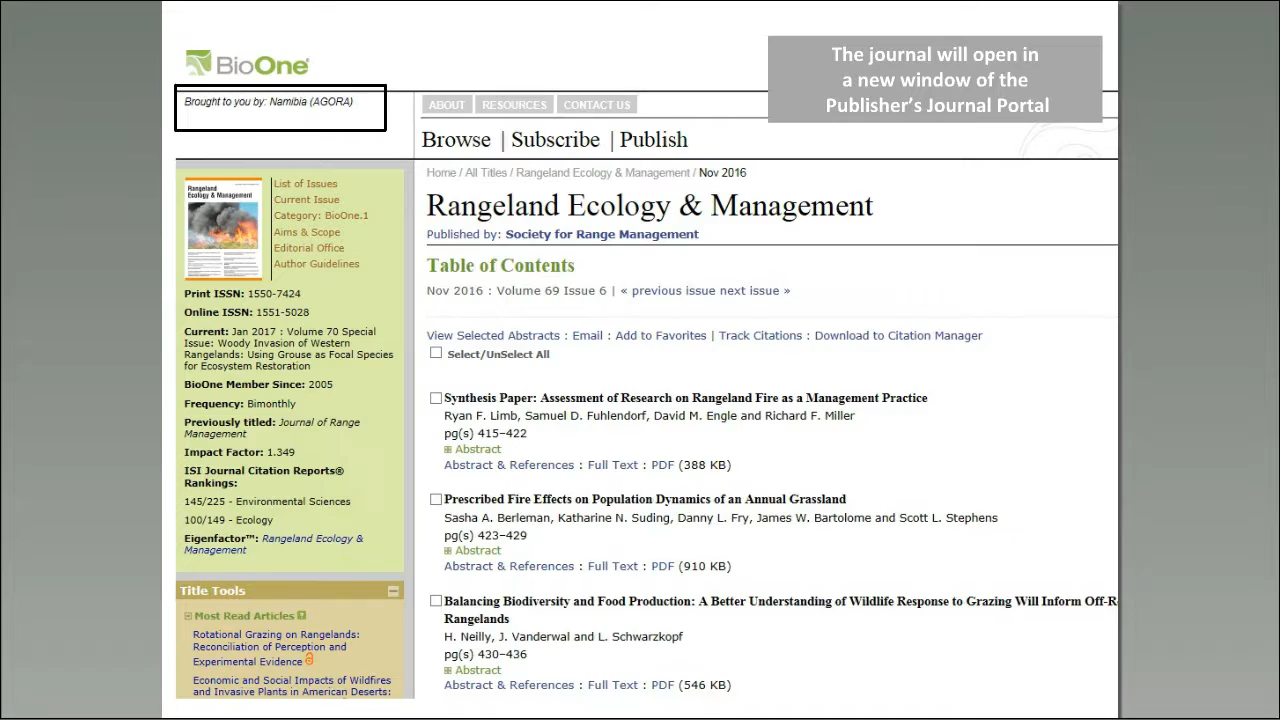 BioOne
The journal will open in
a new window of the
Publisher's Journal Portal
Brought to you by: Namibia (AGORA)
ABOUT RESOURCES CONTACT US
Browse | Subscribe | Publish
Rangeland
Ecology & Management
List of Issues
Current Issue
Category: BioOne.1
Aims & Scope
Editorial Office
Author Guidelines
Print ISSN: 1550-7424
Online ISSN: 1551-5028
Current: Jan 2017 : Volume 70 Special
Issue: Woody Invasion of Western
Rangelands: Using Grouse as Focal Species
for Ecosystem Restoration
BioOne Member Since: 2005
Frequency: Bimonthly
Previously titled: Journal of Range
Management
Impact Factor: 1.349
ISI Journal Citation Reports®
Rankings:
145/225 - Environmental Sciences
100/149 - Ecology
Eigenfactor™: Rangeland Ecology &
Management
Title Tools
Most Read Articles
Rotational Grazing on Rangelands:
Reconciliation of Perception and
Experimental Evidence
Economic and Social Impacts of Wildfires
and Invasive Plants in American Deserts:
Home / All Titles / Rangeland Ecology & Management / Nov 2016
Rangeland Ecology & Management
Published by: Society for Range Management
Table of Contents
Nov 2016 : Volume 69 Issue 6 | « previous issue next issue »
View Selected Abstracts : Email : Add to Favorites | Track Citations : Download to Citation Manager
Select/UnSelect All
Synthesis Paper: Assessment of Research on Rangeland Fire as a Management Practice
Ryan F. Limb, Samuel D. Fuhlendorf, David M. Engle and Richard F. Miller
pg(s) 415–422
Abstract
Abstract & References : Full Text : PDF (388 KB)
Prescribed Fire Effects on Population Dynamics of an Annual Grassland
Sasha A. Berleman, Katharine N. Suding, Danny L. Fry, James W. Bartolome and Scott L. Stephens
pg(s) 423–429
Abstract
Abstract & References : Full Text : PDF (910 KB)
Balancing Biodiversity and Food Production: A Better Understanding of Wildlife Response to Grazing Will Inform Off-R
Rangelands
H. Neilly, J. Vanderwal and L. Schwarzkopf
pg(s) 430–436
Abstract
Abstract & References : Full Text : PDF (546 KB)